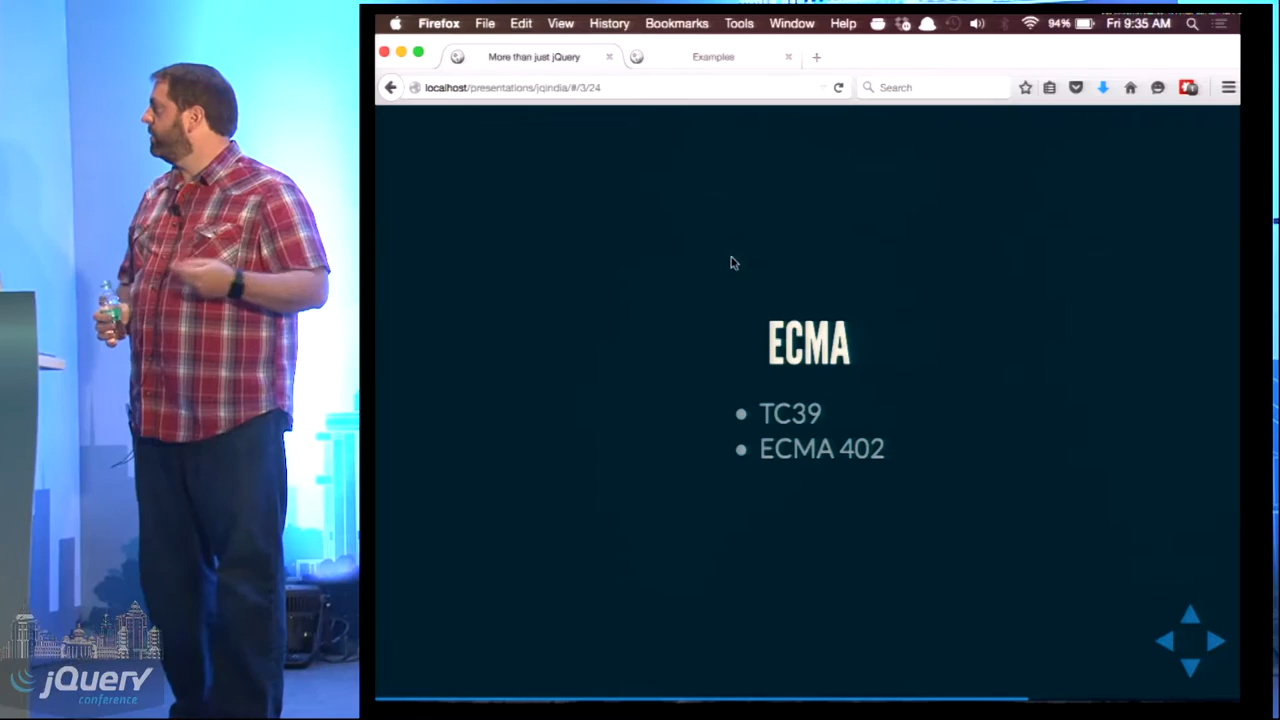 Firefox File Edit View History Bookmarks Tools Window Help 94% Fri 9:35 AM
More than just jQuery Examples
localhost/presentations/jqindia/#/3/24 Search
ECMA
TC39
ECMA 402
jQuery
conference